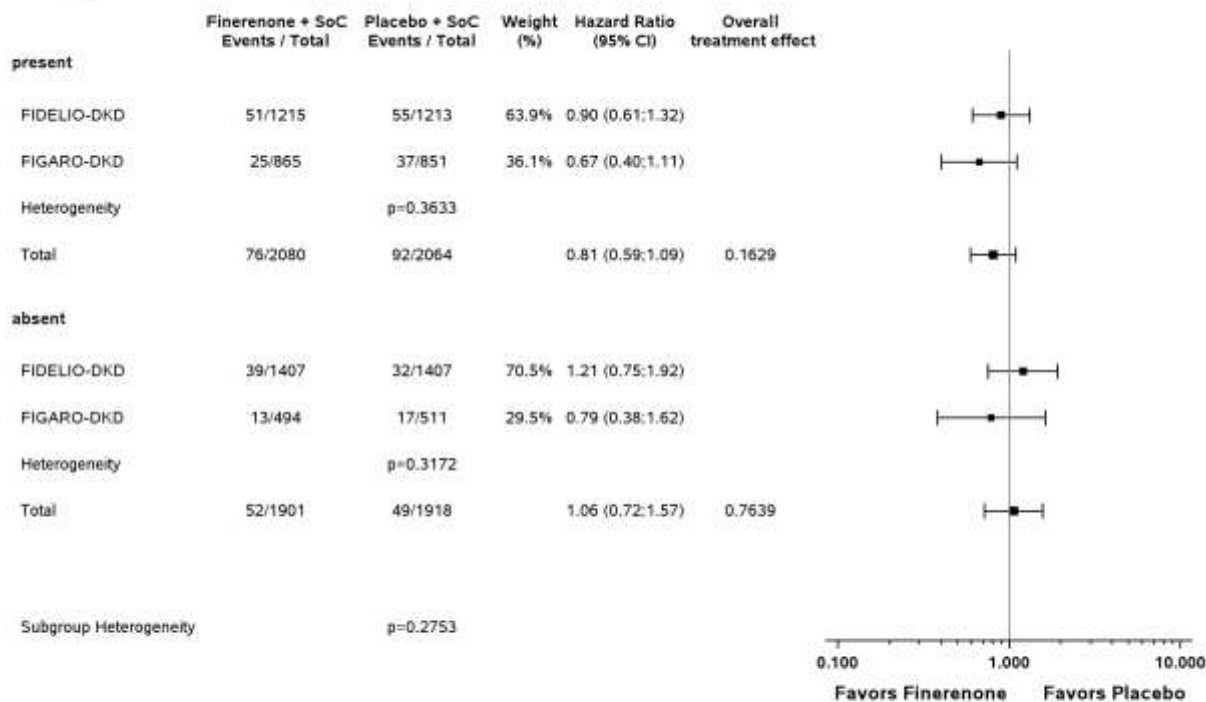 Finerenone + SoC Placebo + SoC Weight Hazard Ratio Overall
Events / Total Events / Total (%) (95% CI) treatment effect
present
FIDELIO-DKD 51/1215 55/1213 63.9% 0.90 (0.61;1.32)
FIGARO-DKD 25/865 37/851 36.1% 0.67 (0.40;1.11)
Heterogeneity p=0.3633
Total 76/2080 92/2064 0.81 (0.59;1.09) 0.1629
absent
FIDELIO-DKD 39/1407 32/1407 70.5% 1.21 (0.75;1.92)
FIGARO-DKD 13/494 17/511 29.5% 0.79 (0.38;1.62)
Heterogeneity p=0.3172
Total 52/1901 49/1918 1.06 (0.72;1.57) 0.7639
Subgroup Heterogeneity p=0.2753
0.100 1.000 10.000
Favors Finerenone Favors Placebo